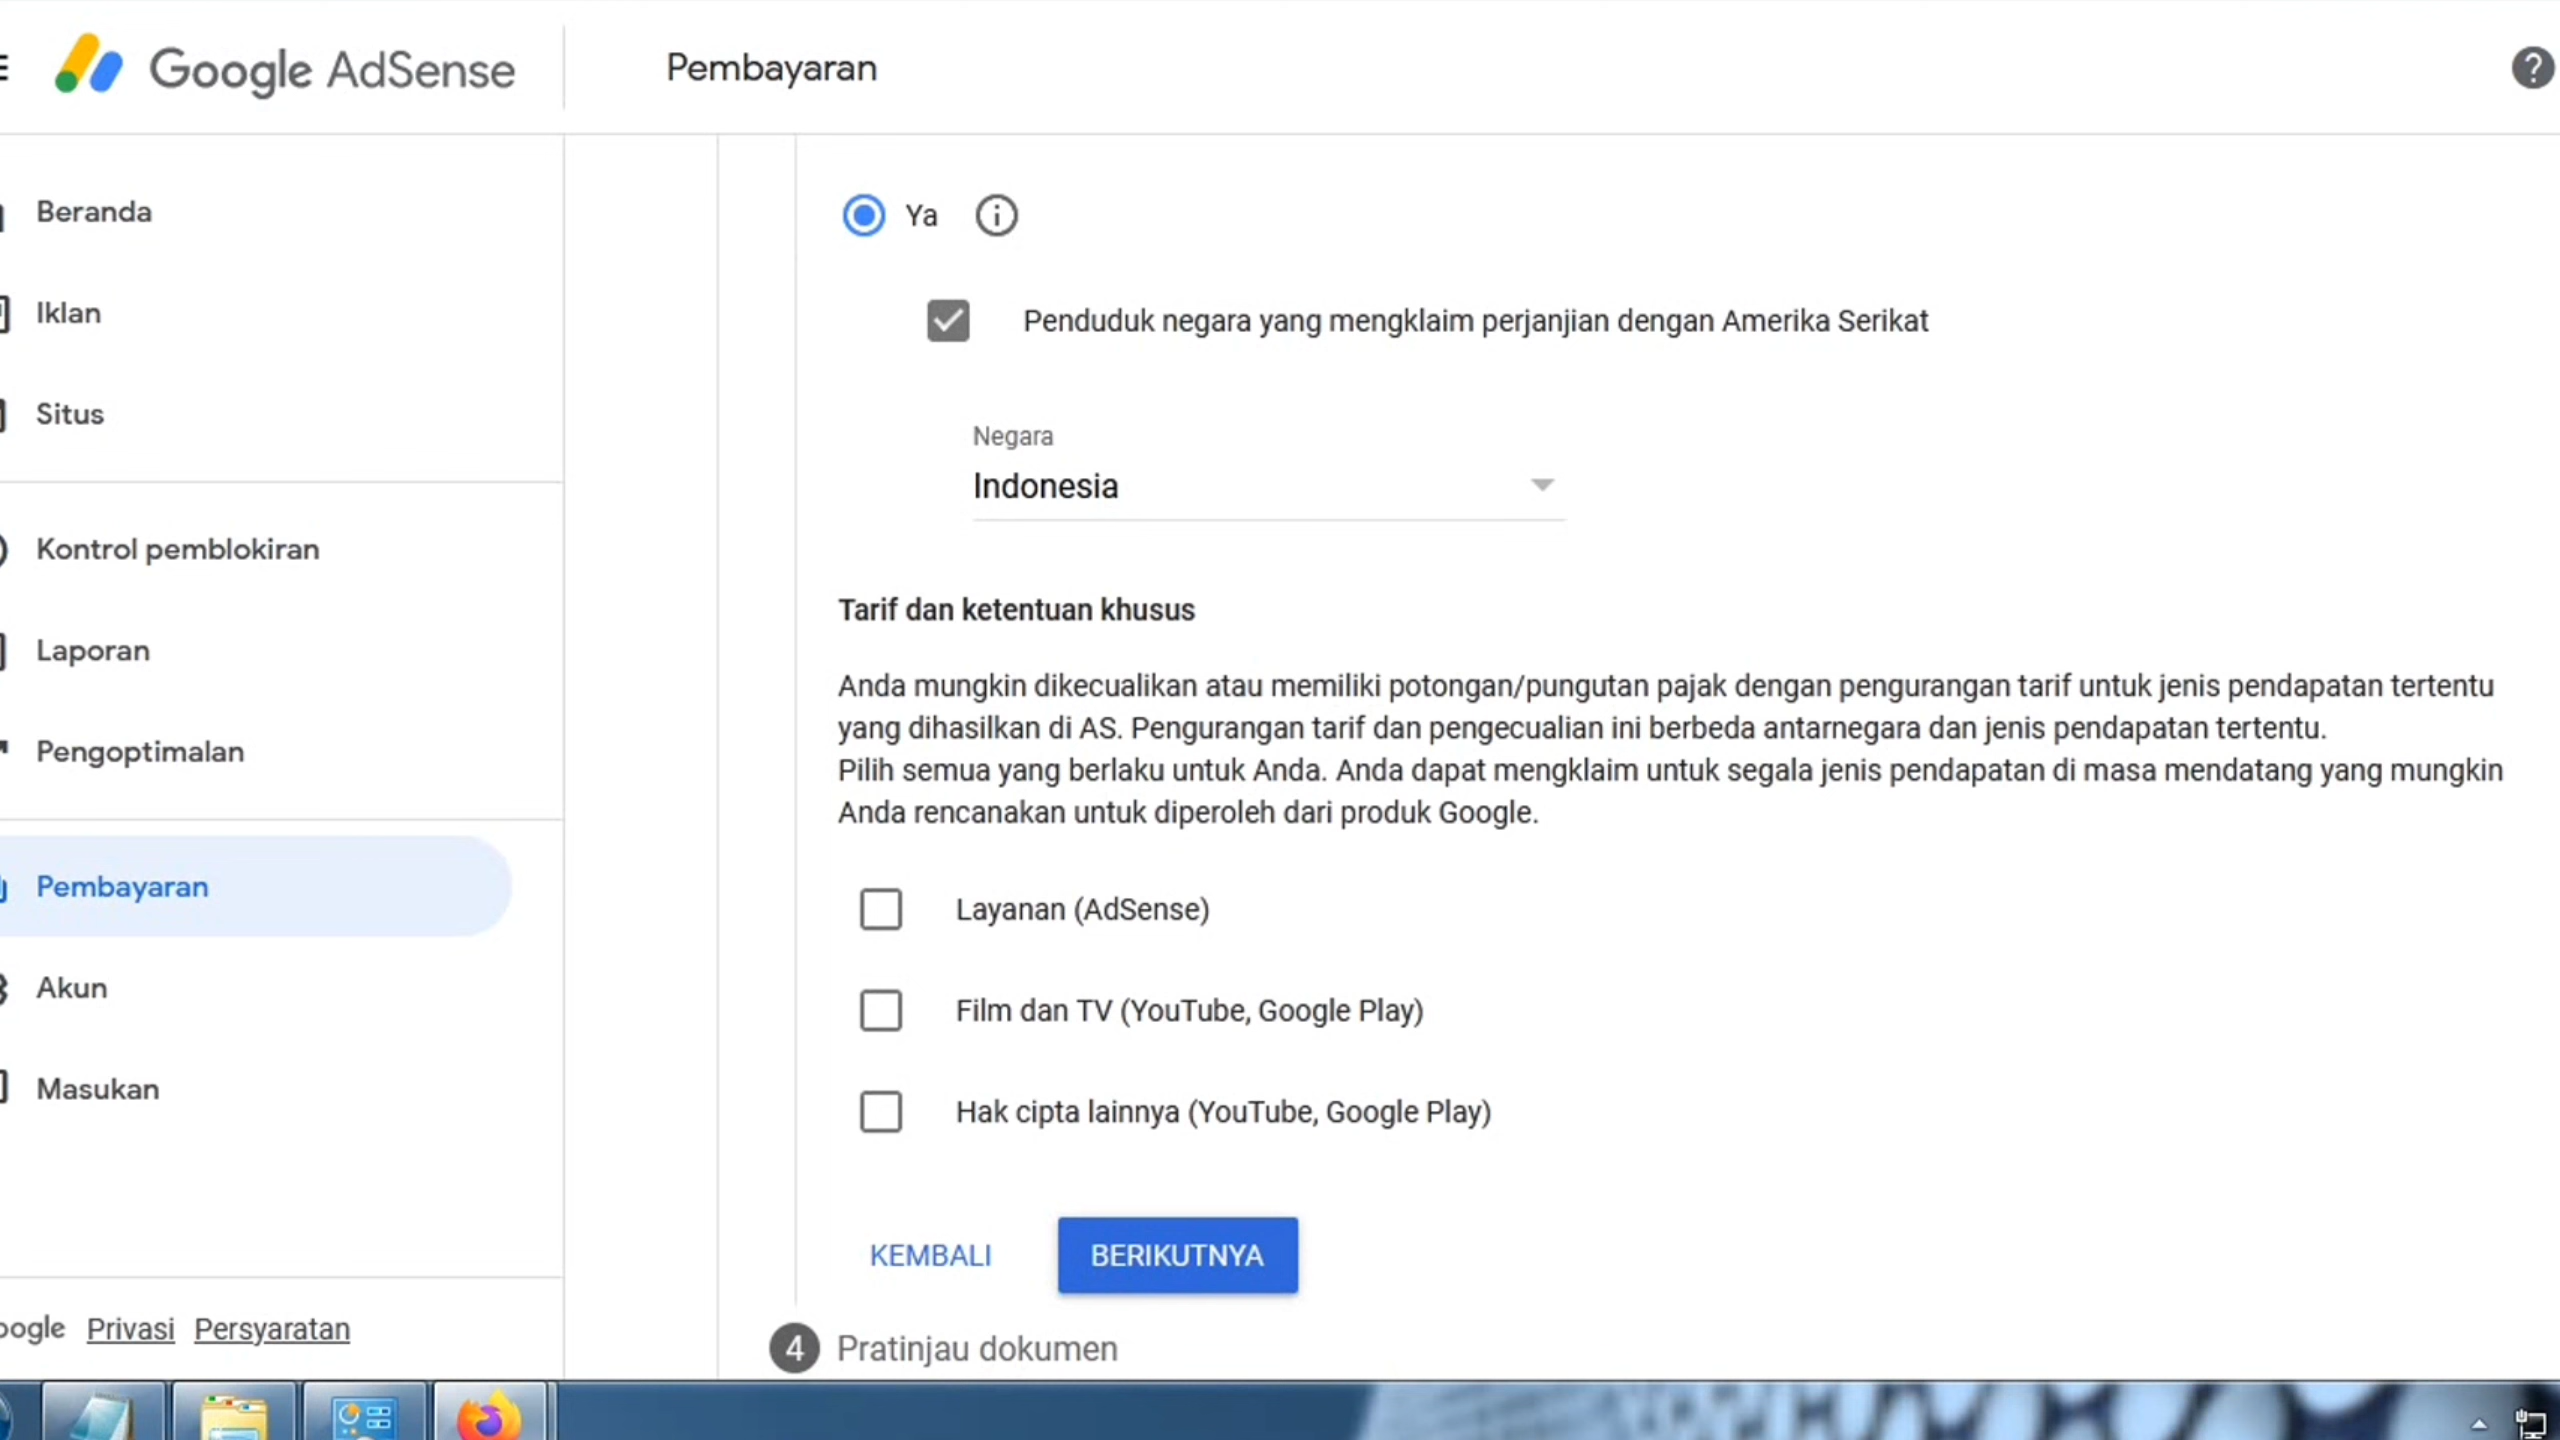 Google AdSense
Pembayaran
Beranda
Iklan
Situs
Kontrol pemblokiran
Laporan
Pengoptimalan
Pembayaran
Akun
Masukan
oogle Privasi Persyaratan
Ya
Penduduk negara yang mengklaim perjanjian dengan Amerika Serikat
Negara
Indonesia
Tarif dan ketentuan khusus
Anda mungkin dikecualikan atau memiliki potongan/pungutan pajak dengan pengurangan tarif untuk jenis pendapatan tertentu
yang dihasilkan di AS. Pengurangan tarif dan pengecualian ini berbeda antarnegara dan jenis pendapatan tertentu.
Pilih semua yang berlaku untuk Anda. Anda dapat mengklaim untuk segala jenis pendapatan di masa mendatang yang mungkin
Anda rencanakan untuk diperoleh dari produk Google.
Layanan (AdSense)
Film dan TV (YouTube, Google Play)
Hak cipta lainnya (YouTube, Google Play)
KEMBALI BERIKUTNYA
4 Pratinjau dokumen